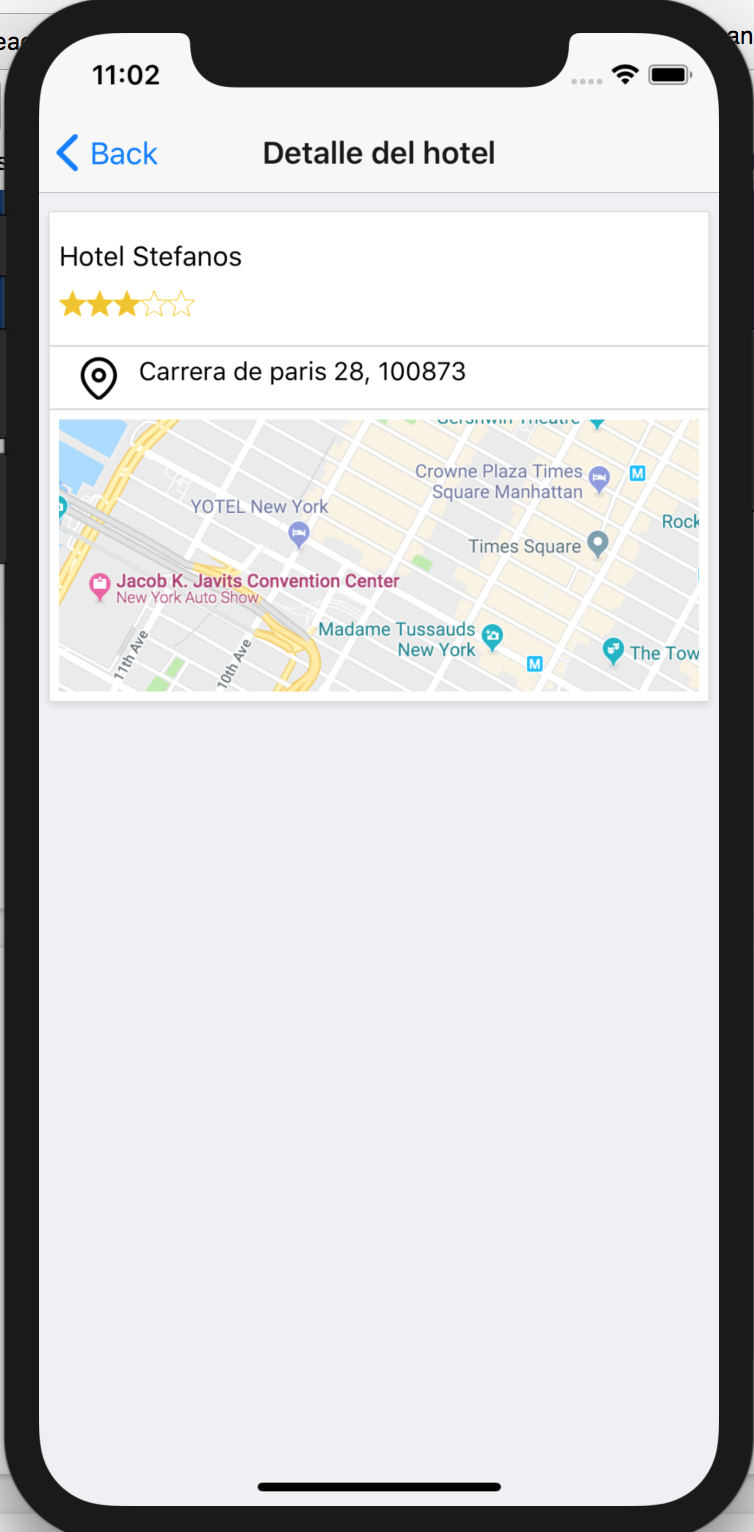 11:02
Back
Detalle del hotel
Hotel Stefanos
Carrera de paris 28, 100873
Crowne Plaza Times
Square Manhattan
M
YOTEL New York
Rock
Times Square
Jacob K. Javits Convention Center
New York Auto Show
Madame Tussauds
New York
M
The Tow
11th Ave
10th Ave